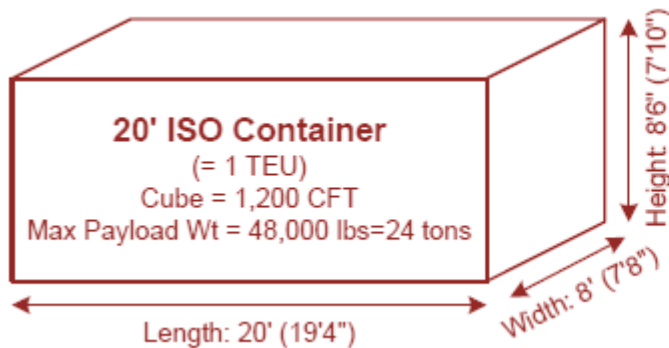 20' ISO Container
(= 1 TEU)
Cube = 1,200 CFT
Max Payload Wt = 48,000 lbs=24 tons
Height: 8'6" (7'10")
Width: 8' (7'8")
Length: 20' (19'4")